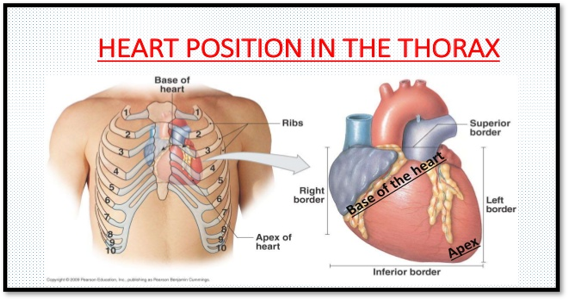 HEART POSITION IN THE THORAX
Base of
heart
1
1
2
2
3
3
4
4
5
5
6
6
7
7
8
8
9
9
10
10
Ribs
Apex of
heart
Superior
border
Right
border
Base of the heart
Left
border
Apex
Inferior border
Copyright © 2009 Pearson Education, Inc., publishing as Pearson Benjamin Cummings.